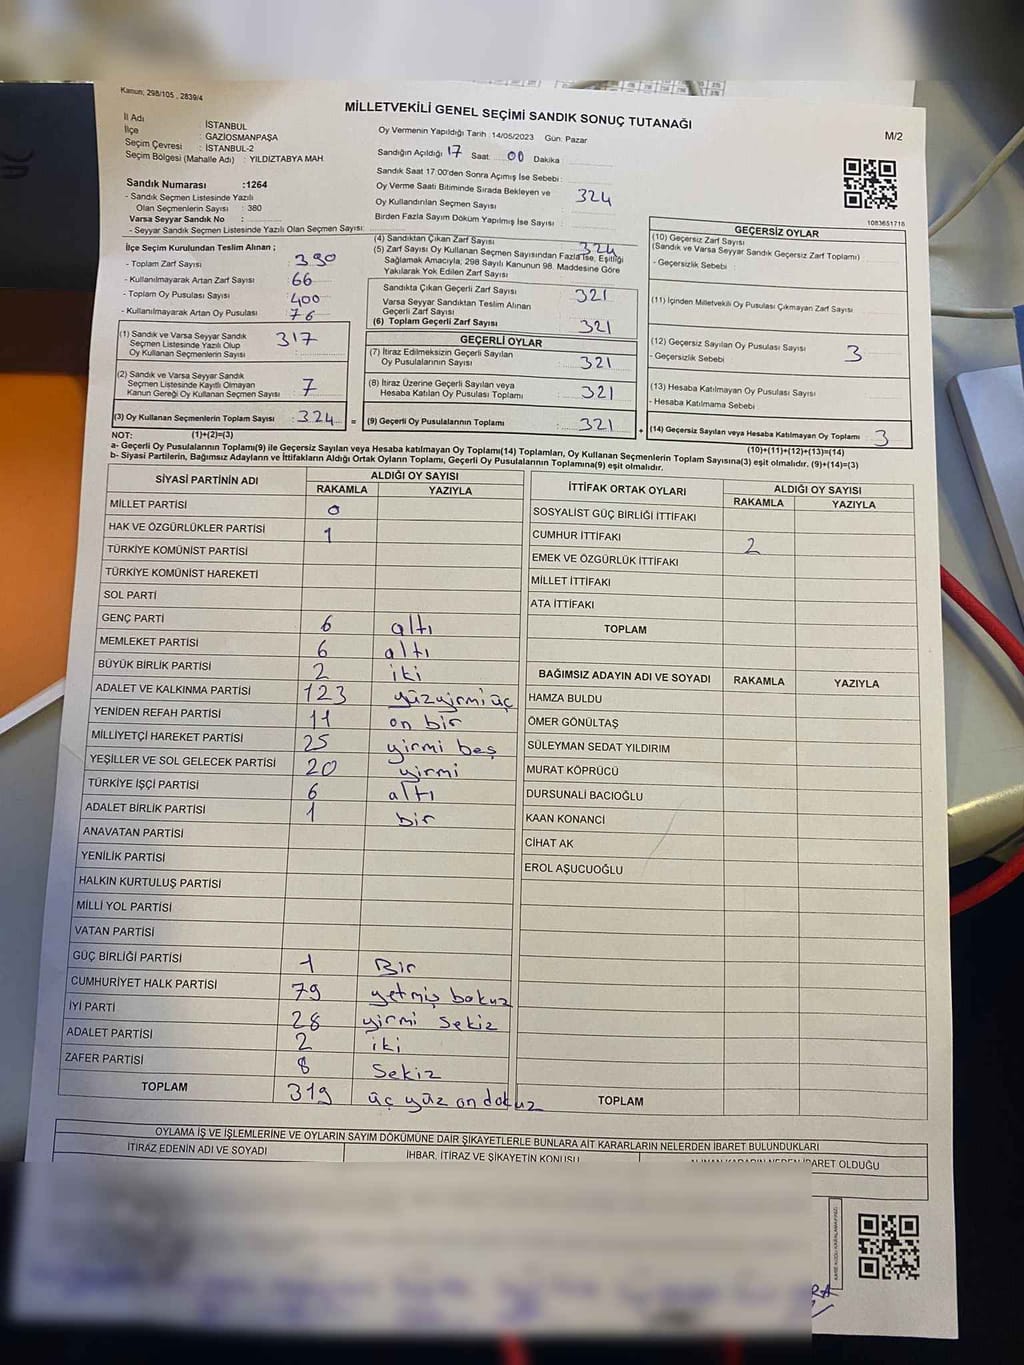 Kanun; 298/105 , 2839/4
MİLLETVEKİLİ GENEL SEÇİMİ SANDIK SONUÇ TUTANAĞI
M/2
İl Adı : İSTANBUL
İlçe : GAZİOSMANPAŞA
Seçim Çevresi : İSTANBUL-2
Seçim Bölgesi (Mahalle Adı) : YILDIZTABYA MAH.
Oy Vermenin Yapıldığı Tarih :14/05/2023 Gün: Pazar
Sandığın Açıldığı 17 Saat 00 Dakika
Sandık Saat 17.00'den Sonra Açımış İse Sebebi :
Oy Verme Saati Bitiminde Sırada Bekleyen ve
Oy Kullandırılan Seçmen Sayısı : 324
Birden Fazla Sayım Döküm Yapılmış İse Sayısı :
1083651718
Sandık Numarası :1264
- Sandık Seçmen Listesinde Yazılı
Olan Seçmenlerin Sayısı : 380
Varsa Seyyar Sandık No :
- Seyyar Sandık Seçmen Listesinde Yazılı Olan Seçmen Sayısı:
İlçe Seçim Kurulundan Teslim Alınan ;
- Toplam Zarf Sayısı : 390
- Kullanılmayarak Artan Zarf Sayısı : 66
- Toplam Oy Pusulası Sayısı : 400
- Kullanılmayarak Artan Oy Pusulası : 76
(1) Sandık ve Varsa Seyyar Sandık
Seçmen Listesinde Yazılı Olup
Oy Kullanan Seçmenlerin Sayısı : 317
(2) Sandık ve Varsa Seyyar Sandık
Seçmen Listesinde Kayıtlı Olmayan
Kanun Gereği Oy Kullanan Seçmen Sayısı : 7
(3) Oy Kullanan Seçmenlerin Toplam Sayısı : 324 =
(4) Sandıktan Çıkan Zarf Sayısı : 324
(5) Zarf Sayısı Oy Kullanan Seçmen Sayısından Fazla İse, Eşitliği
Sağlamak Amacıyla, 298 Sayılı Kanunun 98. Maddesine Göre
Yakılarak Yok Edilen Zarf Sayısı
Sandıkta Çıkan Geçerli Zarf Sayısı : 321
Varsa Seyyar Sandıktan Teslim Alınan
Geçerli Zarf Sayısı
(6) Toplam Geçerli Zarf Sayısı : 321
GEÇERLİ OYLAR
(7) İtiraz Edilmeksizin Geçerli Sayılan
Oy Pusulalarının Sayısı : 321
(8) İtiraz Üzerine Geçerli Sayılan veya
Hesaba Katılan Oy Pusulası Toplamı : 321
(9) Geçerli Oy Pusulalarının Toplamı : 321 +
GEÇERSİZ OYLAR
(10) Geçersiz Zarf Sayısı
(Sandık ve Varsa Seyyar Sandık Geçersiz Zarf Toplamı)
- Geçersizlik Sebebi :
(11) İçinden Milletvekili Oy Pusulası Çıkmayan Zarf Sayısı
(12) Geçersiz Sayılan Oy Pusulası Sayısı : 3
- Geçersizlik Sebebi
(13) Hesaba Katılmayan Oy Pusulası Sayısı :
- Hesaba Katılmama Sebebi
(14) Geçersiz Sayılan veya Hesaba Katılmayan Oy Toplamı : 3
NOT: (1)+(2)=(3)
(10)+(11)+(12)+(13)=(14)
a- Geçerli Oy Pusulalarının Toplamı(9) ile Geçersiz Sayılan veya Hesaba katılmayan Oy Toplamı(14) Toplamları, Oy Kullanan Seçmenlerin Toplam Sayısına(3) eşit olmalıdır. (9)+(14)=(3)
b- Siyasi Partilerin, Bağımsız Adayların ve İttifakların Aldığı Ortak Oyların Toplamı, Geçerli Oy Pusulalarının Toplamına(9) eşit olmalıdır.
SİYASİ PARTİNİN ADI ALDIĞI OY SAYISI
RAKAMLA YAZIYLA
MİLLET PARTİSİ 0
HAK VE ÖZGÜRLÜKLER PARTİSİ 1
TÜRKİYE KOMÜNİST PARTİSİ
TÜRKİYE KOMÜNİST HAREKETİ
SOL PARTİ
GENÇ PARTİ 6 altı
MEMLEKET PARTİSİ 6 altı
BÜYÜK BİRLİK PARTİSİ 2 iki
ADALET VE KALKINMA PARTİSİ 123 yüzyirmi üç
YENİDEN REFAH PARTİSİ 11 on bir
MİLLİYETÇİ HAREKET PARTİSİ 25 yirmi beş
YEŞİLLER VE SOL GELECEK PARTİSİ 20 yirmi
TÜRKİYE İŞÇİ PARTİSİ 6 altı
ADALET BİRLİK PARTİSİ 1 bir
ANAVATAN PARTİSİ
YENİLİK PARTİSİ
HALKIN KURTULUŞ PARTİSİ
MİLLİ YOL PARTİSİ
VATAN PARTİSİ
GÜÇ BİRLİĞİ PARTİSİ 1 Bir
CUMHURİYET HALK PARTİSİ 79 yetmiş bokuz
İYİ PARTİ 28 yirmi Sekiz
ADALET PARTİSİ 2 iki
ZAFER PARTİSİ 8 Sekiz
TOPLAM 319 üç yüz on dokuz
İTTİFAK ORTAK OYLARI ALDIĞI OY SAYISI
RAKAMLA YAZIYLA
SOSYALİST GÜÇ BİRLİĞİ İTTİFAKI
CUMHUR İTTİFAKI 2
EMEK VE ÖZGÜRLÜK İTTİFAKI
MİLLET İTTİFAKI
ATA İTTİFAKI
TOPLAM
BAĞIMSIZ ADAYIN ADI VE SOYADI RAKAMLA YAZIYLA
HAMZA BULDU
ÖMER GÖNÜLTAŞ
SÜLEYMAN SEDAT YILDIRIM
MURAT KÖPRÜCÜ
DURSUNALİ BACIOĞLU
KAAN KONANCİ
CİHAT AK
EROL AŞUCUOĞLU
TOPLAM
OYLAMA İŞ VE İŞLEMLERİNE VE OYLARIN SAYIM DÖKÜMÜNE DAİR ŞİKAYETLERLE BUNLARA AİT KARARLARIN NELERDEN İBARET BULUNDUKLARI
İTİRAZ EDENİN ADI VE SOYADI İHBAR, İTİRAZ VE ŞİKAYETİN KONUSU